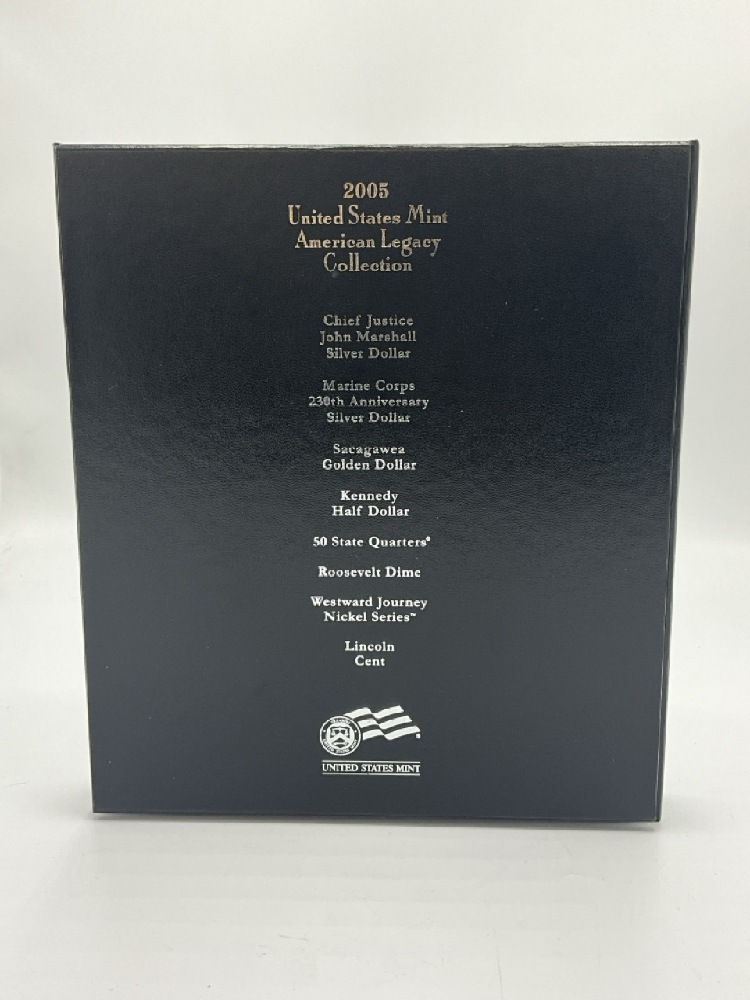 2005
United States Mint
American Legacy
Collection
Chief Justice
John Marshall
Silver Dollar
Marine Corps
230th Anniversary
Silver Dollar
Sacagawea
Golden Dollar
Kennedy
Half Dollar
50 State Quarters®
Roosevelt Dime
Westward Journey
Nickel Series™
Lincoln
Cent
UNITED STATES MINT